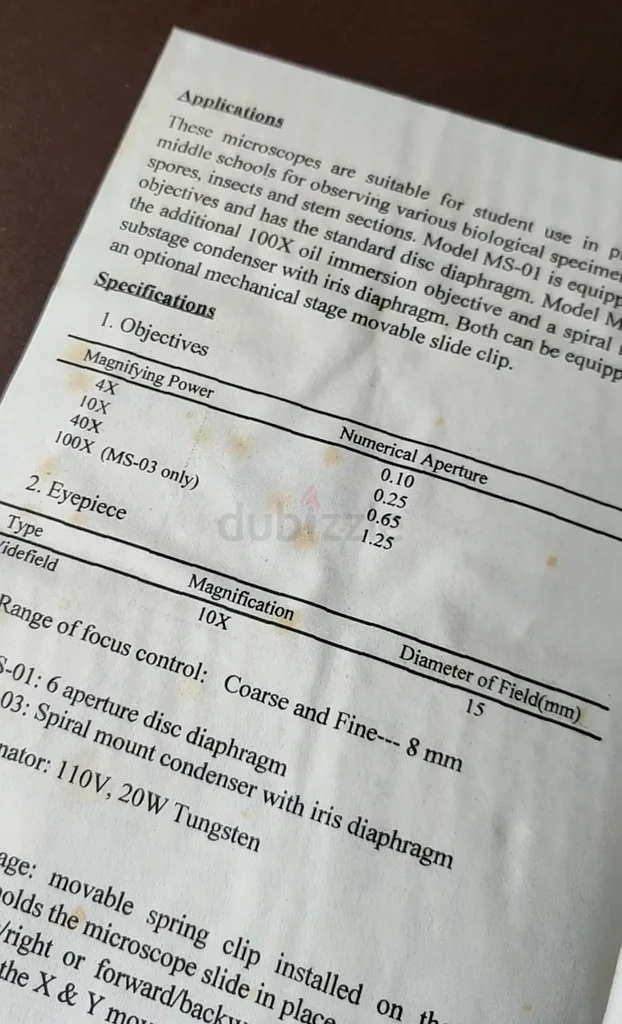 Applications
These microscopes are suitable for student use in
middle schools for observing various biological
spores, insects and stem sections. Model MS-01 is
objectives and has the standard disc diaphragm. Model
the additional 100X oil immersion objective and a spiral
substage condenser with iris diaphragm. Both can be
an optional mechanical stage movable slide clip.
Specifications
1. Objectives
Magnifying Power Numerical Aperture
4X 0.10
10X 0.25
40X 0.65
100X (MS-03 only) 1.25
dubizzle
2. Eyepiece
Type Magnification Diameter of Field(mm)
idefield 10X 15
Range of focus control: Coarse and Fine--- 8 mm
S-01: 6 aperture disc diaphragm
03: Spiral mount condenser with iris diaphragm
nator: 110V, 20W Tungsten
age: movable spring clip installed on
olds the microscope slide in place
/right or forward/backw
the X & Y mov